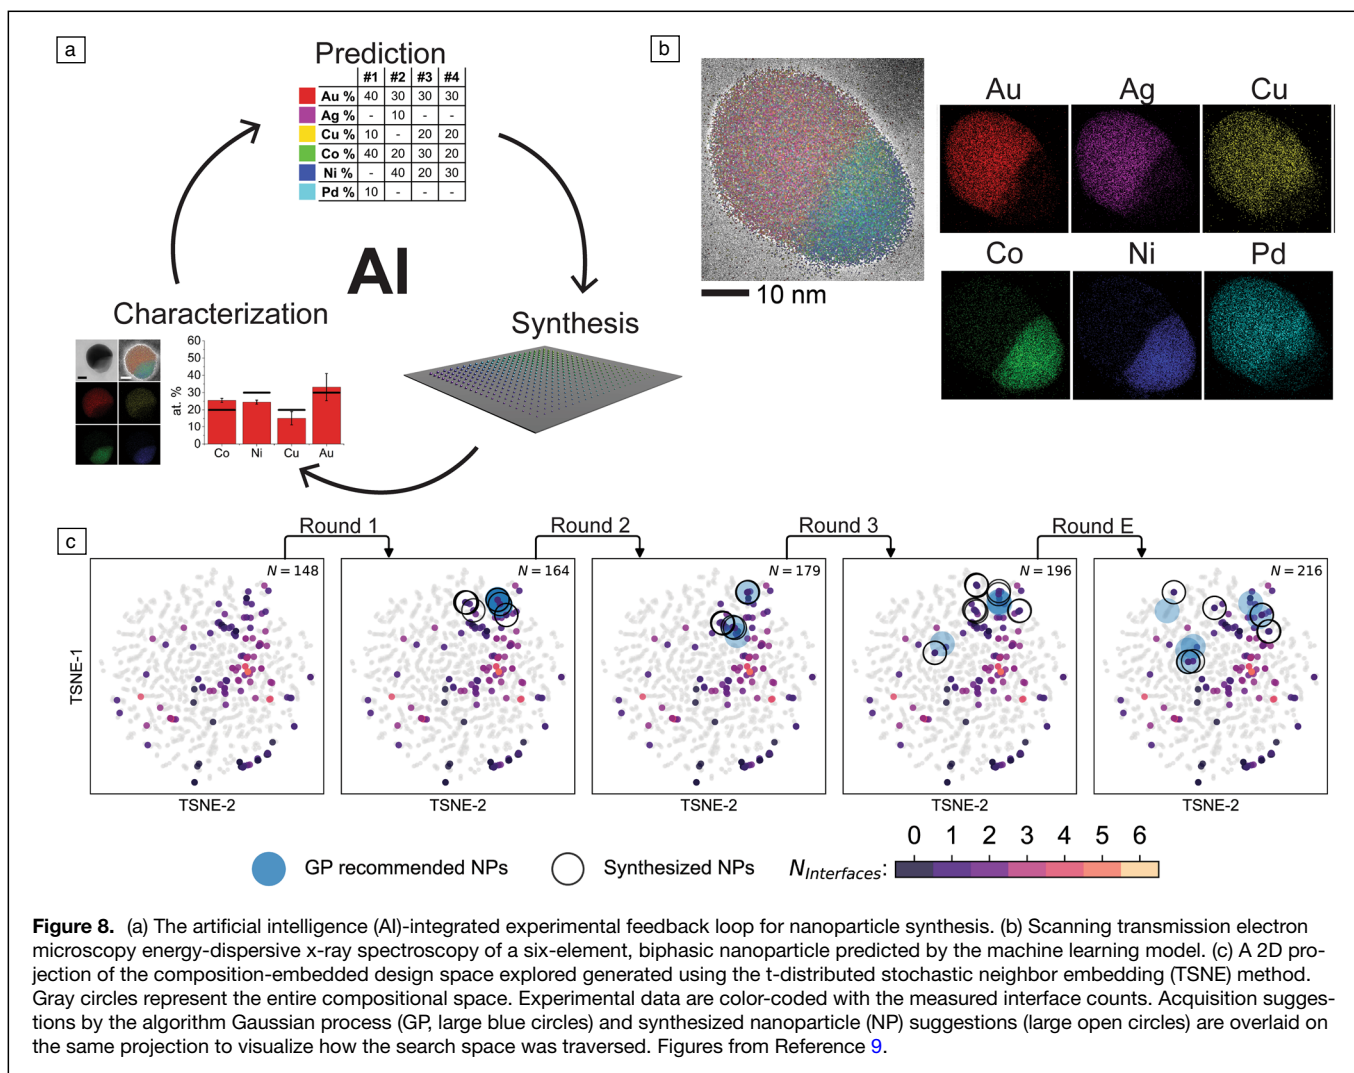 a
Prediction
#1 #2 #3 #4
Au % 40 30 30 30
Ag % - 10 - -
Cu % 10 - 20 20
Co % 40 20 30 20
Ni % - 40 20 30
Pd % 10 - - -
AI
Characterization
Synthesis
60
50
40
30
20
10
0
at. %
Co Ni Cu Au
b
10 nm
Au Ag Cu
Co Ni Pd
c
Round 1 Round 2 Round 3 Round E
N = 148 N = 164 N = 179 N = 196 N = 216
TSNE-1
TSNE-2 TSNE-2 TSNE-2 TSNE-2 TSNE-2
GP recommended NPs Synthesized NPs NInterfaces: 0 1 2 3 4 5 6
Figure 8. (a) The artificial intelligence (AI)-integrated experimental feedback loop for nanoparticle synthesis. (b) Scanning transmission electron
microscopy energy-dispersive x-ray spectroscopy of a six-element, biphasic nanoparticle predicted by the machine learning model. (c) A 2D pro-
jection of the composition-embedded design space explored generated using the t-distributed stochastic neighbor embedding (TSNE) method.
Gray circles represent the entire compositional space. Experimental data are color-coded with the measured interface counts. Acquisition sugges-
tions by the algorithm Gaussian process (GP, large blue circles) and synthesized nanoparticle (NP) suggestions (large open circles) are overlaid on
the same projection to visualize how the search space was traversed. Figures from Reference 9.